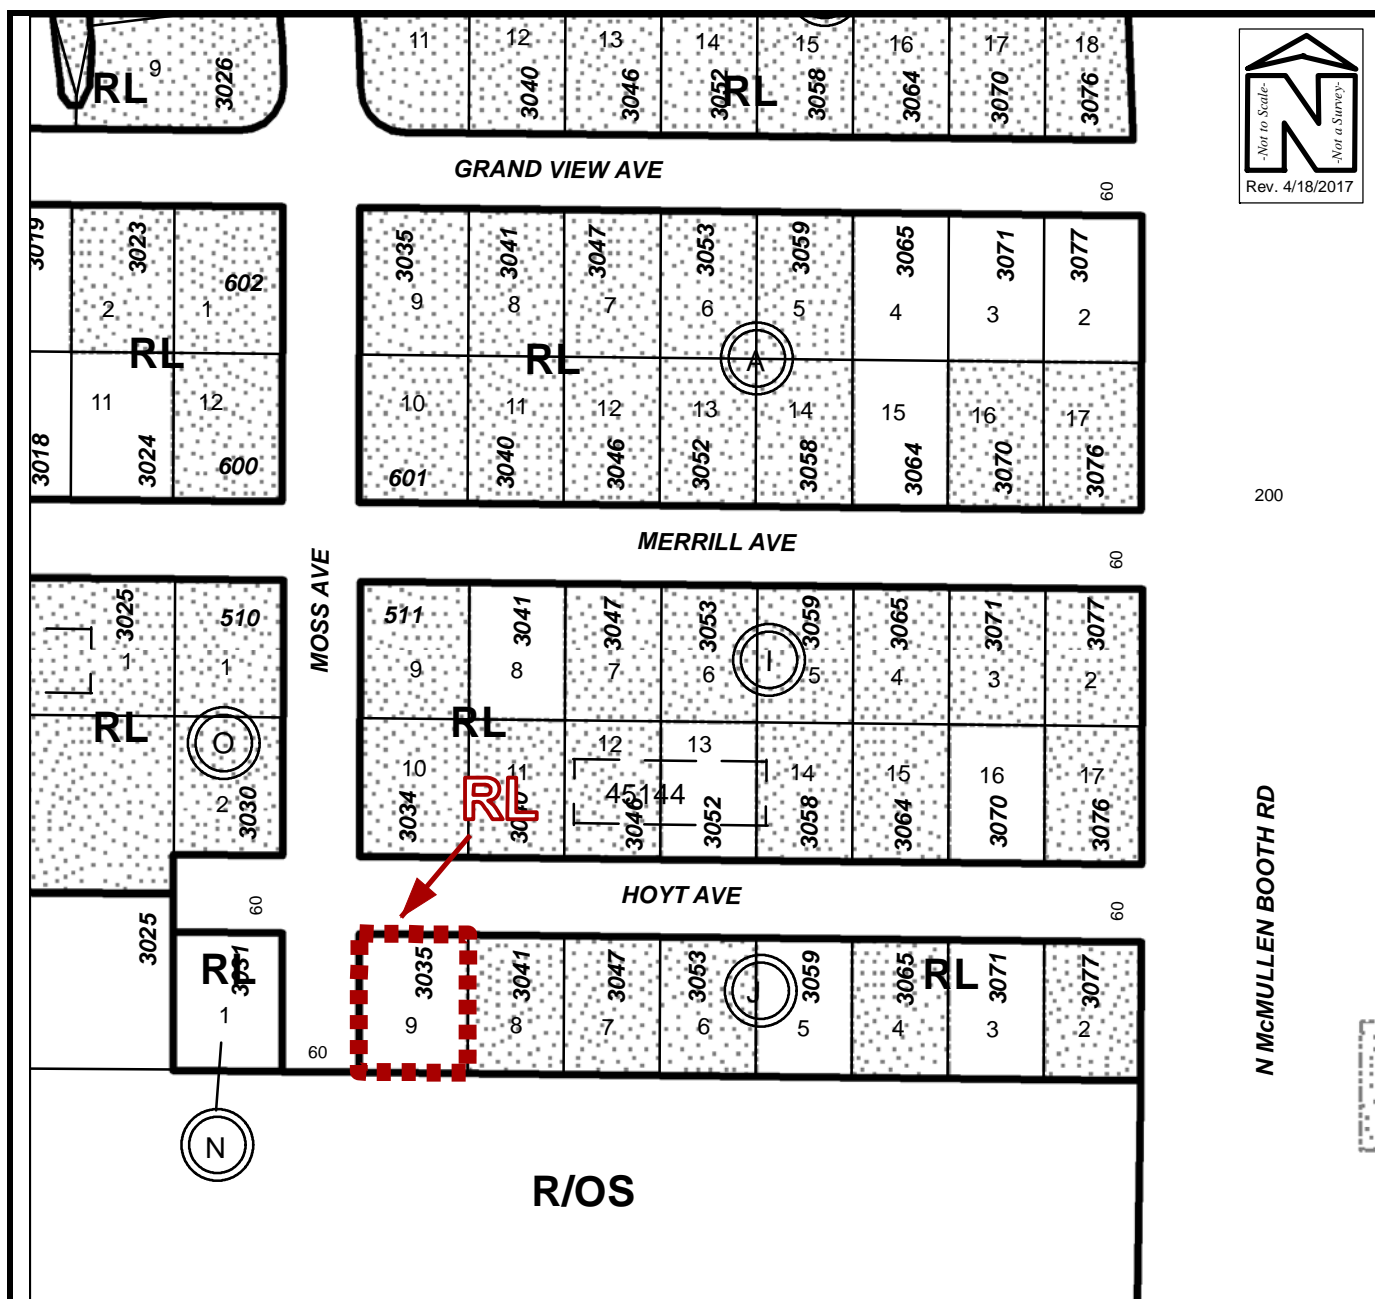 11 12 13 14 15 16 17 18
9 3026 3040 3046 3052 3058 3064 3070 3076
RL RL
-Not to Scale-
-Not a Survey-
Rev. 4/18/2017
GRAND VIEW AVE
60
3019 3023 602 3035 3041 3047 3053 3059 3065 3071 3077
2 1 9 8 7 6 5 4 3 2
RL RL A
11 12 10 11 12 13 14 15 16 17
3018 3024 600 601 3040 3046 3052 3058 3064 3070 3076
200
MERRILL AVE
60
MOSS AVE
3025 510 511 3041 3047 3053 3059 3065 3071 3077
1 1 9 8 7 6 I 5 4 3 2
RL O RL
2 3030 10 11 12 13 14 15 16 17
RL
45144
3034 3040 3046 3052 3058 3064 3070 3076
HOYT AVE
60 60
N McMULLEN BOOTH RD
3025 3031 3035 3041 3047 3053 3059 3065 3071 3077
RL J RL
1 9 8 7 6 5 4 3 2
60
N
R/OS